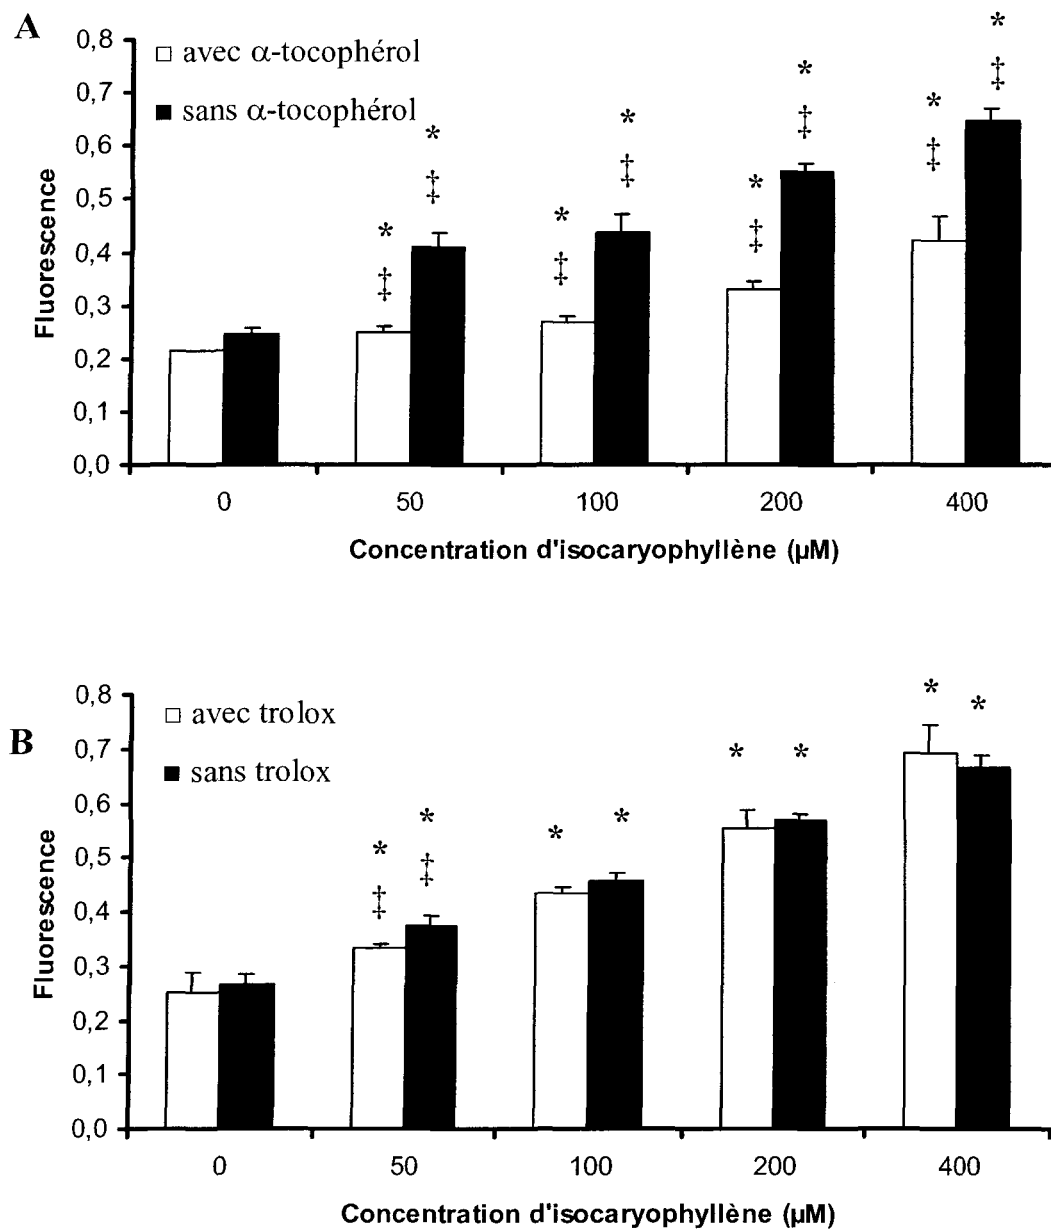 A
0,8
0,7
0,6
0,5
0,4
0,3
0,2
0,1
0,0
Fluorescence
□ avec α-tocophérol
■ sans α-tocophérol
* ‡ * ‡
* ‡ * ‡
* ‡ * ‡
* ‡ * ‡
0 50 100 200 400
Concentration d'isocaryophyllène (µM)
B
0,8
0,7
0,6
0,5
0,4
0,3
0,2
0,1
0,0
Fluorescence
□ avec trolox
■ sans trolox
* ‡ * ‡
* *
* *
* *
0 50 100 200 400
Concentration d'isocaryophyllène (µM)